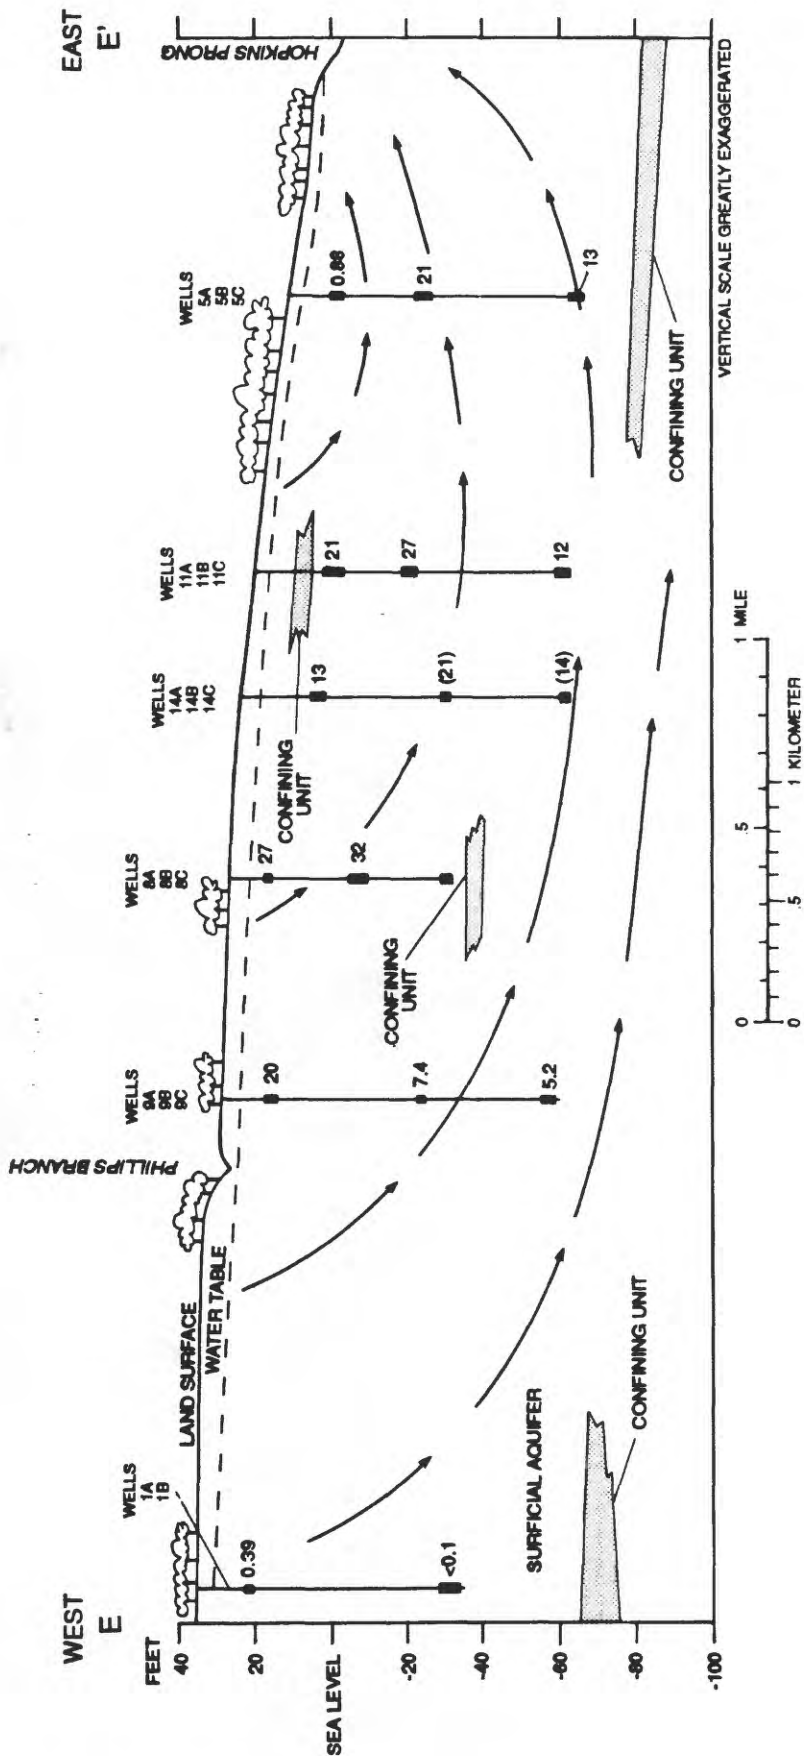 WEST
E
EAST
E'
FEET
40
20
SEA LEVEL
-20
-40
-60
-80
-100
LAND SURFACE
WATER TABLE
PHILLIPS BRANCH
HOPKINS PRONG
WELLS
1A
1B
0.39
<0.1
WELLS
9A
9B
9C
20
7.4
5.2
WELLS
8A
8B
8C
27
32
WELLS
14A
14B
14C
13
(21)
(14)
WELLS
11A
11B
11C
21
27
12
WELLS
5A
5B
5C
0.88
21
13
CONFINING
UNIT
CONFINING
UNIT
SURFICIAL AQUIFER
CONFINING UNIT
CONFINING UNIT
0
.5
1 MILE
0
.5
1 KILOMETER
VERTICAL SCALE GREATLY EXAGGERATED